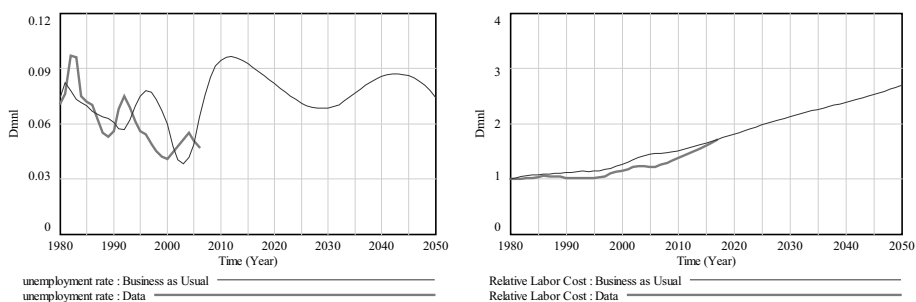 0.12
0.09
0.06
0.03
0
Dmnl
1980 1990 2000 2010 2020 2030 2040 2050
Time (Year)
unemployment rate : Business as Usual
unemployment rate : Data
4
3
2
1
0
Dmnl
1980 1990 2000 2010 2020 2030 2040 2050
Time (Year)
Relative Labor Cost : Business as Usual
Relative Labor Cost : Data